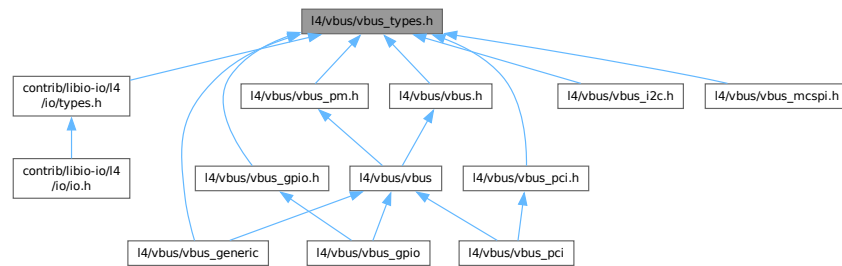 l4/vbus/vbus_types.h
contrib/libio-io/l4
/io/types.h
l4/vbus/vbus_pm.h
l4/vbus/vbus.h
l4/vbus/vbus_i2c.h
l4/vbus/vbus_mcspi.h
contrib/libio-io/l4
/io/io.h
l4/vbus/vbus_gpio.h
l4/vbus/vbus
l4/vbus/vbus_pci.h
l4/vbus/vbus_generic
l4/vbus/vbus_gpio
l4/vbus/vbus_pci